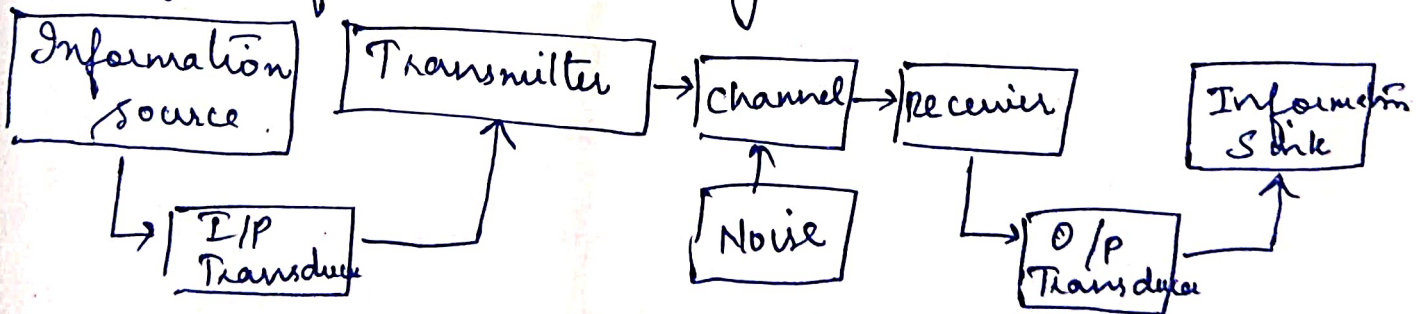 Information
Source.
Transmitter
Channel
Receiver
Information
Sink
I/P
Transducer
Noise
O/P
Transducer